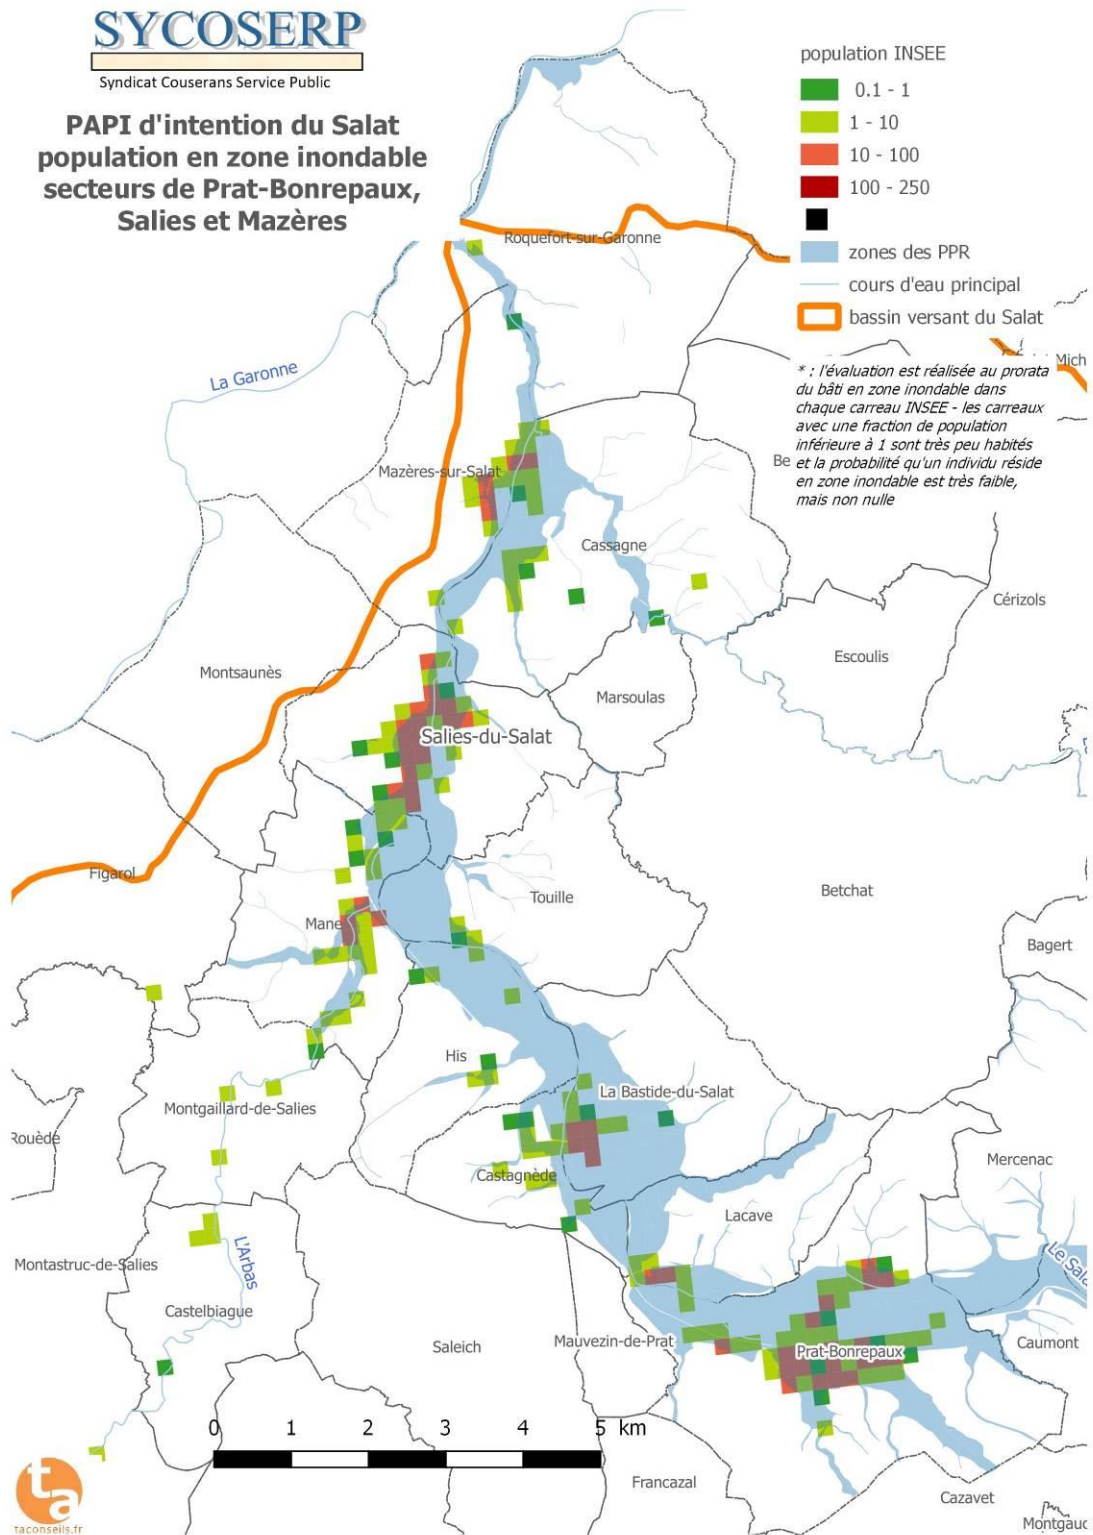 SYCOSERP
Syndicat Couserans Service Public
PAPI d'intention du Salat
population en zone inondable
secteurs de Prat-Bonrepaux,
Salies et Mazères
population INSEE
0.1 - 1
1 - 10
10 - 100
100 - 250
zones des PPR
cours d'eau principal
bassin versant du Salat
* : l'évaluation est réalisée au prorata
du bâti en zone inondable dans
chaque carreau INSEE - les carreaux
avec une fraction de population
inférieure à 1 sont très peu habités
et la probabilité qu'un individu réside
en zone inondable est très faible,
mais non nulle
Roquefort-sur-Garonne
Mich
La Garonne
Be
Mazères-sur-Salat
Cassagne
Cérizols
Escoulis
Montsaunès
Marsoulas
Salies-du-Salat
Figarol
Touille
Betchat
Mane
Bagert
His
La Bastide-du-Salat
Montgaillard-de-Salies
Rouède
Mercenac
Castagnède
Lacave
L'Arbas
Le Sala
Montastruc-de-Salies
Castelbiague
Saleich
Mauvezin-de-Prat
Prat-Bonrepaux
Caumont
0 1 2 3 4 5 km
Francazal
Cazavet
Montgauc
ta
taconseils.fr